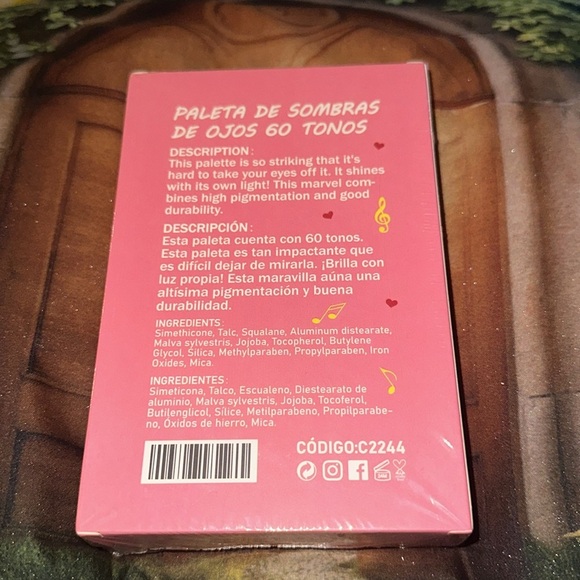 PALETA DE SOMBRAS
DE OJOS 60 TONOS
DESCRIPTION:
This palette is so striking that it's
hard to take your eyes off it. It shines
with its own light! This marvel com-
bines high pigmentation and good
durability.
DESCRIPCIÓN:
Esta paleta cuenta con 60 tonos.
Esta paleta es tan impactante que
es difícil dejar de mirarla. ¡Brilla con
luz propia! Esta maravilla aúna una
altísima pigmentación y buena
durabilidad.
INGREDIENTS:
Simethicone, Talc, Squalane, Aluminum distearate,
Malva sylvestris, Jojoba, Tocopherol, Butylene
Glycol, Silica, Methylparaben, Propylparaben, Iron
Oxides, Mica.
INGREDIENTES:
Simeticona, Talco, Escualeno, Diestearato de
aluminio, Malva sylvestris, Jojoba, Tocoferol,
Butilenglicol, Sílice, Metilparabeno, Propilparabe-
no, Óxidos de hierro, Mica.
CÓDIGO:C2244